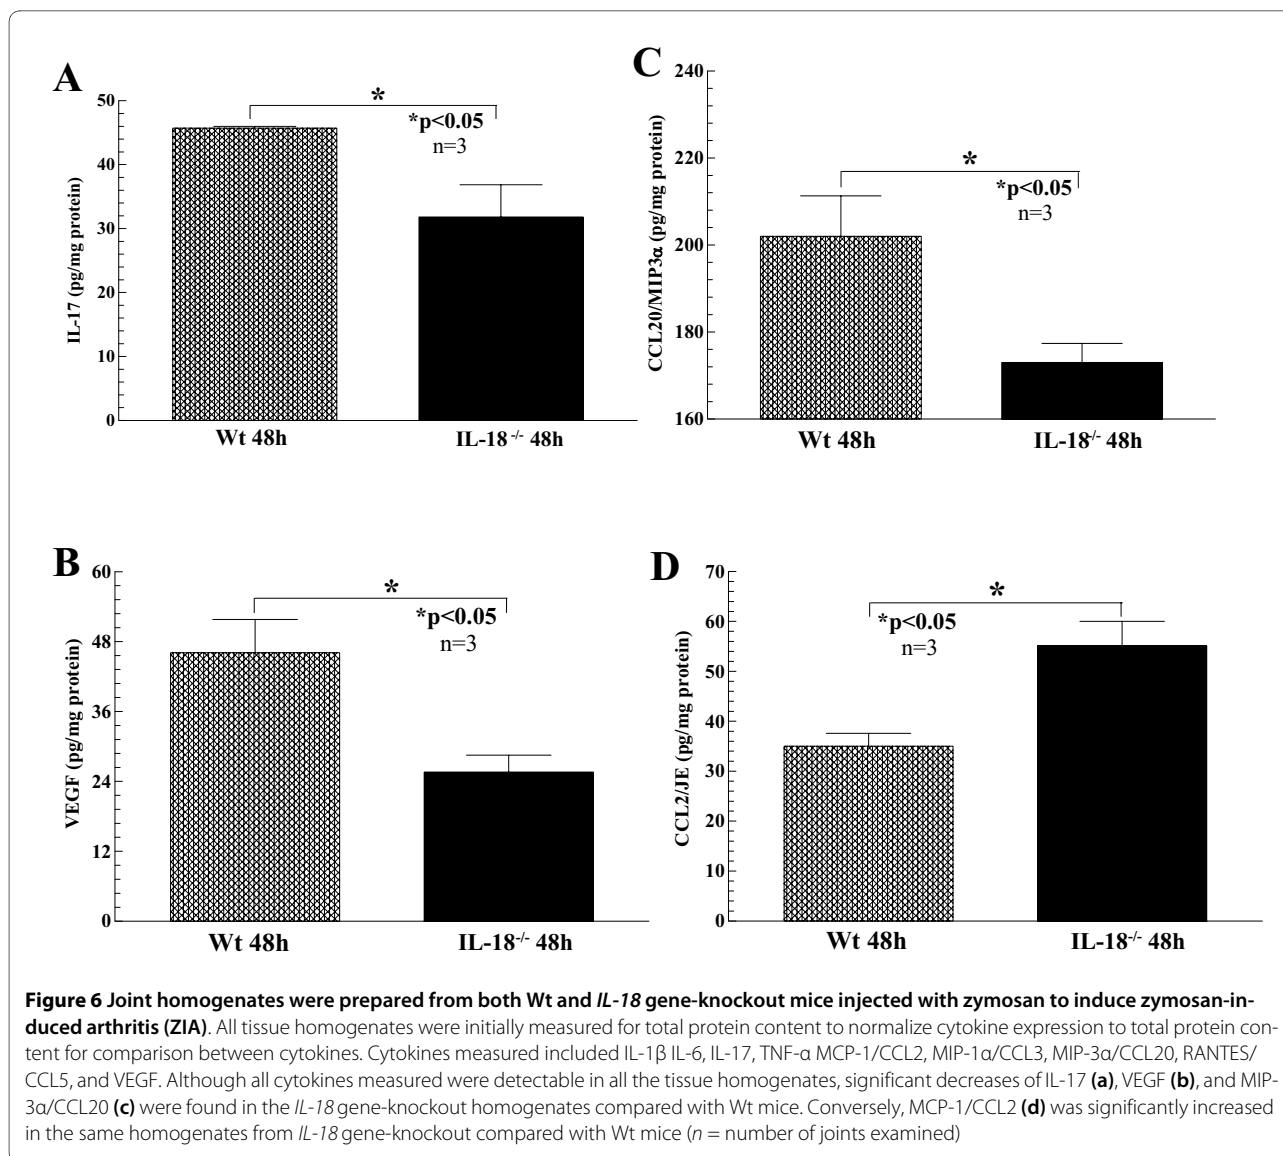 A
50
40
30
20
10
0
IL-17 (pg/mg protein)
*
*p<0.05
n=3
Wt 48h
IL-18 -/- 48h
C
240
220
200
180
160
CCL20/MIP3α (pg/mg protein)
*
*p<0.05
n=3
Wt 48h
IL-18-/- 48h
B
60
48
36
24
12
0
VEGF (pg/mg protein)
*
*p<0.05
n=3
Wt 48h
IL-18-/- 48h
D
70
60
50
40
30
20
10
0
CCL2/JE (pg/mg protein)
*
*p<0.05
n=3
Wt 48h
IL-18-/- 48h
Figure 6 Joint homogenates were prepared from both Wt and IL-18 gene-knockout mice injected with zymosan to induce zymosan-in-
duced arthritis (ZIA). All tissue homogenates were initially measured for total protein content to normalize cytokine expression to total protein con-
tent for comparison between cytokines. Cytokines measured included IL-1β IL-6, IL-17, TNF-α MCP-1/CCL2, MIP-1α/CCL3, MIP-3α/CCL20, RANTES/
CCL5, and VEGF. Although all cytokines measured were detectable in all the tissue homogenates, significant decreases of IL-17 (a), VEGF (b), and MIP-
3α/CCL20 (c) were found in the IL-18 gene-knockout homogenates compared with Wt mice. Conversely, MCP-1/CCL2 (d) was significantly increased
in the same homogenates from IL-18 gene-knockout compared with Wt mice (n = number of joints examined)